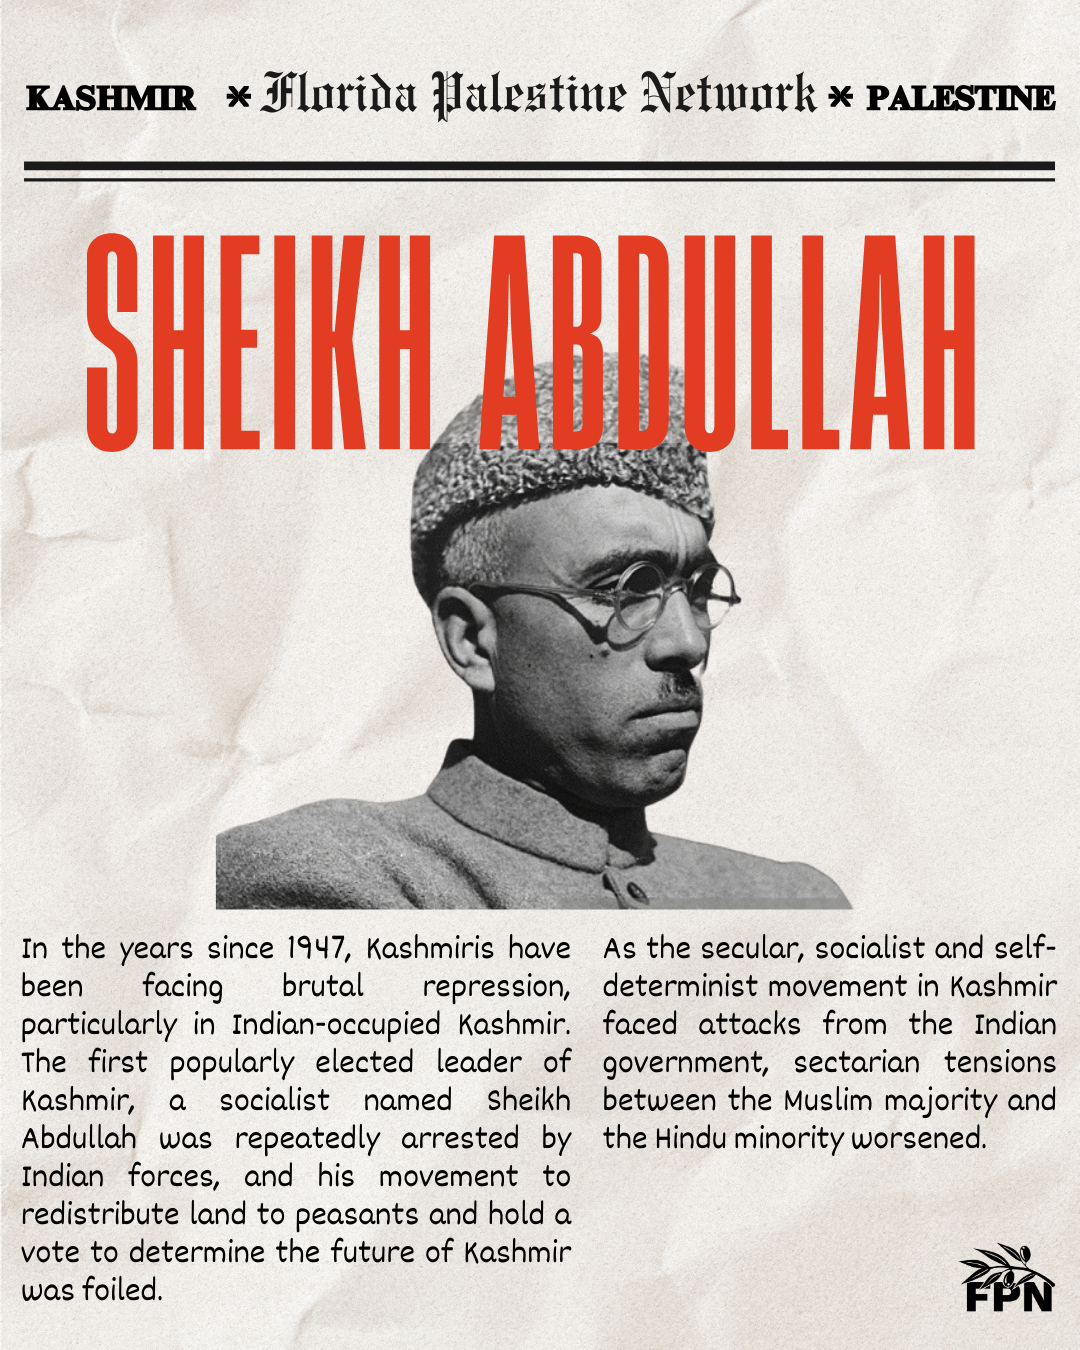 KASHMIR * Florida Palestine Network * PALESTINE
SHEIKH ABDULLAH
In the years since 1947, Kashmiris have
been facing brutal repression,
particularly in Indian-occupied Kashmir.
The first popularly elected leader of
Kashmir, a socialist named Sheikh
Abdullah was repeatedly arrested by
Indian forces, and his movement to
redistribute land to peasants and hold a
vote to determine the future of Kashmir
was foiled.
As the secular, socialist and self-
determinist movement in Kashmir
faced attacks from the Indian
government, sectarian tensions
between the Muslim majority and
the Hindu minority worsened.
FPN